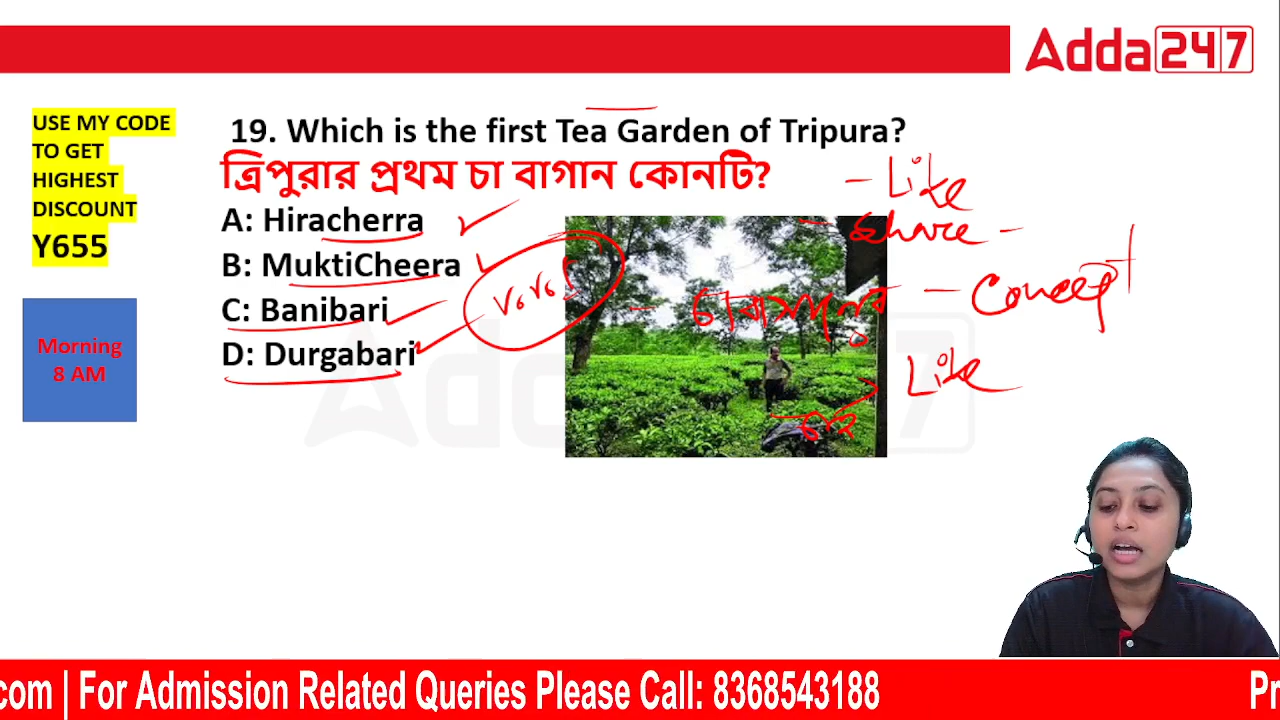 Adda247
USE MY CODE
TO GET
HIGHEST
DISCOUNT
Y655
19. Which is the first Tea Garden of Tripura?
ত্রিপুরার প্রথম চা বাগান কোনটি?
A: Hiracherra
B: MuktiCheera
C: Banibari
D: Durgabari
- Like
- Share -
- Concept
Like
Morning
8 AM
.com | For Admission Related Queries Please Call: 8368543188
Pr